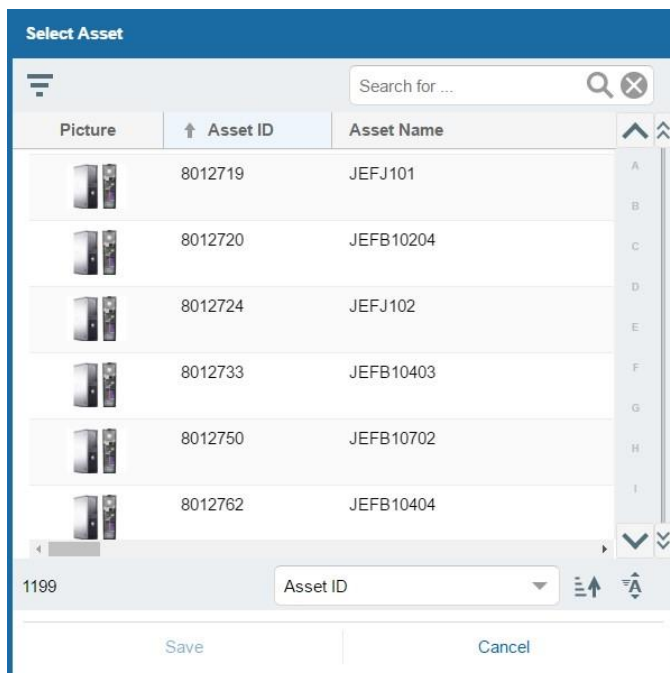 Select Asset
Search for ...
Picture Asset ID Asset Name
8012719 JEFJ101
8012720 JEFB10204
8012724 JEFJ102
8012733 JEFB10403
8012750 JEFB10702
8012762 JEFB10404
A
B
C
D
E
F
G
H
I
1199 Asset ID A
Save Cancel